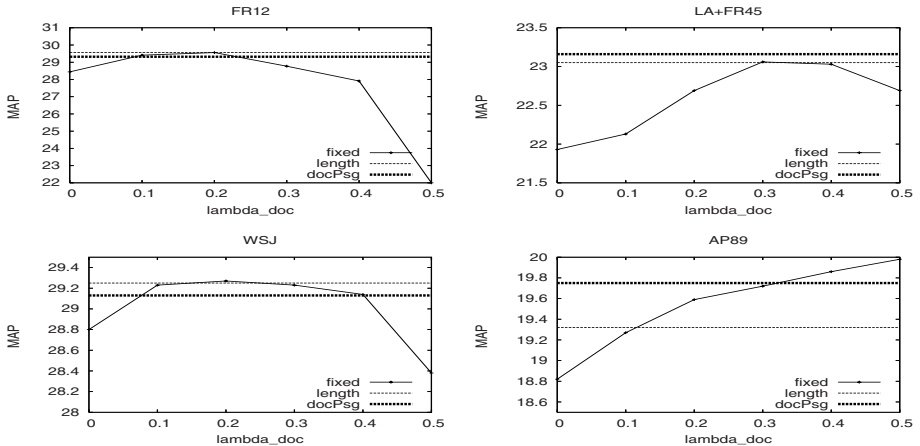 FR12
31
30
29
28
27
26
25
24
23
22
MAP
fixed
length
docPsg
0 0.1 0.2 0.3 0.4 0.5
lambda_doc
LA+FR45
23.5
23
22.5
22
21.5
MAP
fixed
length
docPsg
0 0.1 0.2 0.3 0.4 0.5
lambda_doc
WSJ
29.4
29.2
29
28.8
28.6
28.4
28.2
28
MAP
fixed
length
docPsg
0 0.1 0.2 0.3 0.4 0.5
lambda_doc
AP89
20
19.8
19.6
19.4
19.2
19
18.8
18.6
MAP
fixed
length
docPsg
0 0.1 0.2 0.3 0.4 0.5
lambda_doc